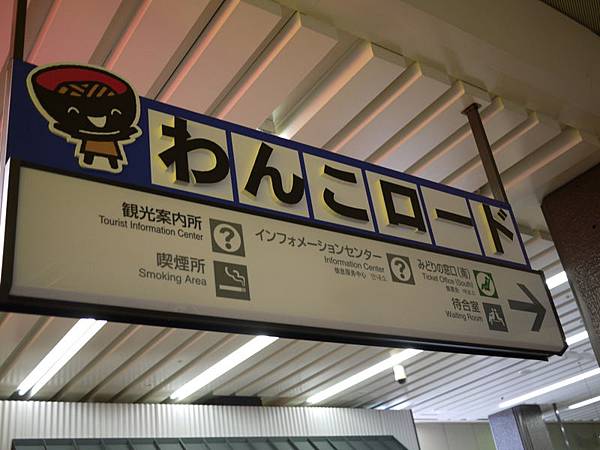 わんこロード
観光案内所
Tourist Information Center
喫煙所
Smoking Area
インフォメーションセンター
Information Center
みどりの窓口(南)
Ticket Office (South)
待合室
Waiting Room